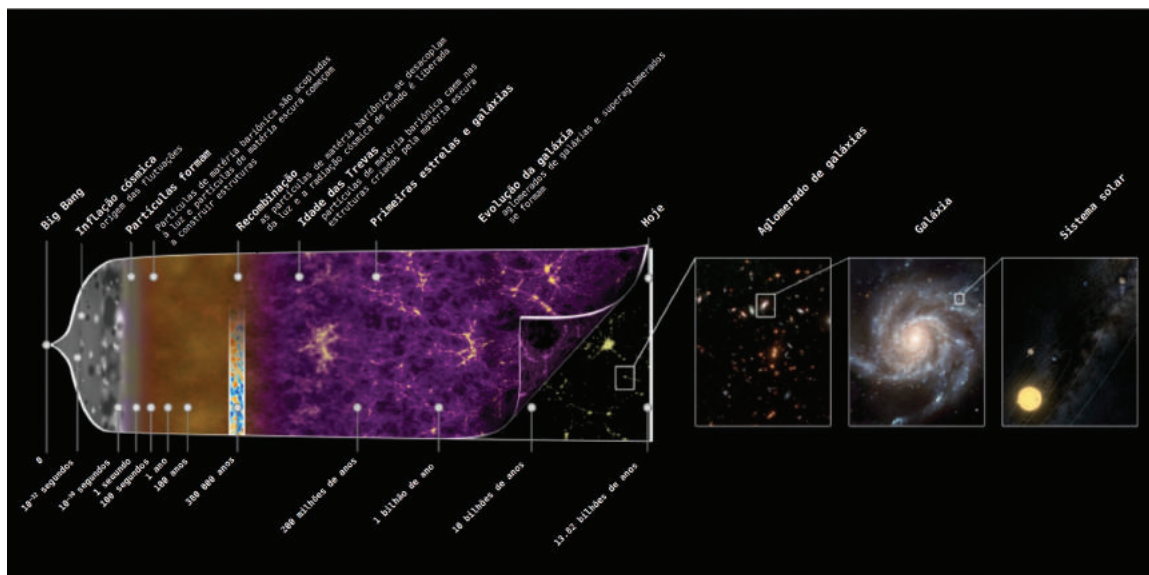 Big Bang
Inflação cósmica
origem das flutuações
Partículas formam
Partículas de matéria bariônica são acopladas
à luz e partículas de matéria escura começam
a construir estruturas
Recombinação
as partículas de matéria bariônica se desacoplam
da luz e a radiação cósmica de fundo é liberada
Idade das Trevas
partículas de matéria bariônica caem nas
estruturas criadas pela matéria escura
Primeiras estrelas e galáxias
Evolução da galáxia
aglomerados de galáxias e superaglomerados
se formam
Hoje
Aglomerado de galáxias
Galáxia
Sistema solar
0
segundos
segundos
1 segundo
100 segundos
1 ano
100 anos
380 000 anos
200 milhões de anos
1 bilhão de ano
10 bilhões de anos
13.82 bilhões de anos